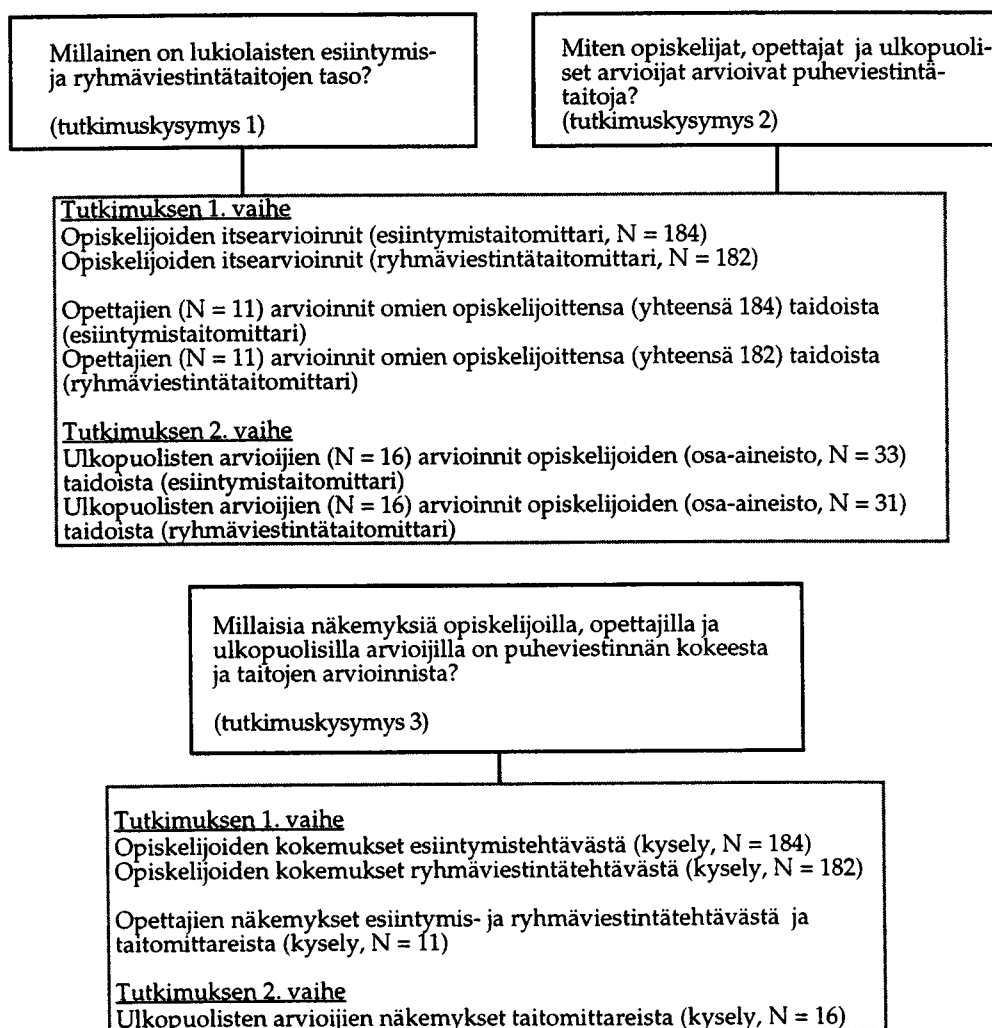 Millainen on lukiolaisten esiintymis-
ja ryhmäviestintätaitojen taso?
(tutkimuskysymys 1)
Miten opiskelijat, opettajat ja ulkopuoli-
set arvioijat arvioivat puheviestintä-
taitoja?
(tutkimuskysymys 2)
Tutkimuksen 1. vaihe
Opiskelijoiden itsearvioinnit (esiintymistaitomittari, N = 184)
Opiskelijoiden itsearvioinnit (ryhmäviestintätaitomittari, N = 182)
Opettajien (N = 11) arvioinnit omien opiskelijoittensa (yhteensä 184) taidoista
(esiintymistaitomittari)
Opettajien (N = 11) arvioinnit omien opiskelijoittensa (yhteensä 182) taidoista
(ryhmäviestintätaitomittari)
Tutkimuksen 2. vaihe
Ulkopuolisten arvioijien (N = 16) arvioinnit opiskelijoiden (osa-aineisto, N = 33)
taidoista (esiintymistaitomittari)
Ulkopuolisten arvioijien (N = 16) arvioinnit opiskelijoiden (osa-aineisto, N = 31)
taidoista (ryhmäviestintätaitomittari)
Millaisia näkemyksiä opiskelijoilla, opettajilla ja
ulkopuolisilla arvioijilla on puheviestinnän kokeesta
ja taitojen arvioinnista?
(tutkimuskysymys 3)
Tutkimuksen 1. vaihe
Opiskelijoiden kokemukset esiintymistehtävästä (kysely, N = 184)
Opiskelijoiden kokemukset ryhmäviestintätehtävästä (kysely, N = 182)
Opettajien näkemykset esiintymis- ja ryhmäviestintätehtävästä ja
taitomittareista (kysely, N = 11)
Tutkimuksen 2. vaihe
Ulkopuolisten arvioijien näkemykset taitomittareista (kysely, N = 16)